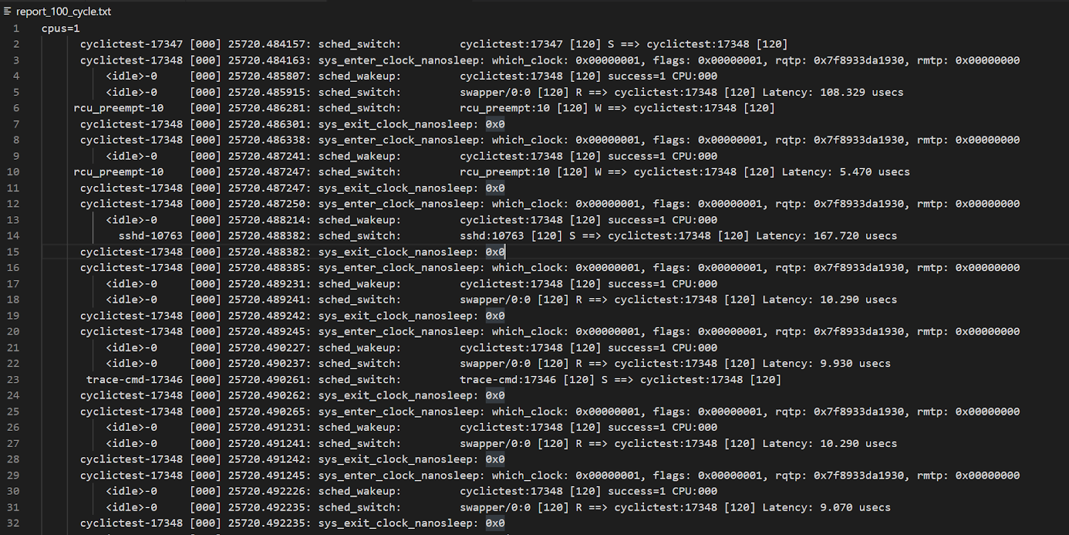 report_100_cycle.txt
1 cpus=1
2 cyclictest-17347 [000] 25720.484157: sched_switch: cyclictest:17347 [120] S ==> cyclictest:17348 [120]
3 cyclictest-17348 [000] 25720.484163: sys_enter_clock_nanosleep: which_clock: 0x00000001, flags: 0x00000001, rqtp: 0x7f8933da1930, rmtp: 0x00000000
4 <idle>-0 [000] 25720.485807: sched_wakeup: cyclictest:17348 [120] success=1 CPU:000
5 <idle>-0 [000] 25720.485915: sched_switch: swapper/0:0 [120] R ==> cyclictest:17348 [120] Latency: 108.329 usecs
6 rcu_preempt-10 [000] 25720.486281: sched_switch: rcu_preempt:10 [120] W ==> cyclictest:17348 [120]
7 cyclictest-17348 [000] 25720.486301: sys_exit_clock_nanosleep: 0x0
8 cyclictest-17348 [000] 25720.486338: sys_enter_clock_nanosleep: which_clock: 0x00000001, flags: 0x00000001, rqtp: 0x7f8933da1930, rmtp: 0x00000000
9 <idle>-0 [000] 25720.487241: sched_wakeup: cyclictest:17348 [120] success=1 CPU:000
10 rcu_preempt-10 [000] 25720.487247: sched_switch: rcu_preempt:10 [120] W ==> cyclictest:17348 [120] Latency: 5.470 usecs
11 cyclictest-17348 [000] 25720.487247: sys_exit_clock_nanosleep: 0x0
12 cyclictest-17348 [000] 25720.487250: sys_enter_clock_nanosleep: which_clock: 0x00000001, flags: 0x00000001, rqtp: 0x7f8933da1930, rmtp: 0x00000000
13 <idle>-0 [000] 25720.488214: sched_wakeup: cyclictest:17348 [120] success=1 CPU:000
14 sshd-10763 [000] 25720.488382: sched_switch: sshd:10763 [120] S ==> cyclictest:17348 [120] Latency: 167.720 usecs
15 cyclictest-17348 [000] 25720.488382: sys_exit_clock_nanosleep: 0x0
16 cyclictest-17348 [000] 25720.488385: sys_enter_clock_nanosleep: which_clock: 0x00000001, flags: 0x00000001, rqtp: 0x7f8933da1930, rmtp: 0x00000000
17 <idle>-0 [000] 25720.489231: sched_wakeup: cyclictest:17348 [120] success=1 CPU:000
18 <idle>-0 [000] 25720.489241: sched_switch: swapper/0:0 [120] R ==> cyclictest:17348 [120] Latency: 10.290 usecs
19 cyclictest-17348 [000] 25720.489242: sys_exit_clock_nanosleep: 0x0
20 cyclictest-17348 [000] 25720.489245: sys_enter_clock_nanosleep: which_clock: 0x00000001, flags: 0x00000001, rqtp: 0x7f8933da1930, rmtp: 0x00000000
21 <idle>-0 [000] 25720.490227: sched_wakeup: cyclictest:17348 [120] success=1 CPU:000
22 <idle>-0 [000] 25720.490237: sched_switch: swapper/0:0 [120] R ==> cyclictest:17348 [120] Latency: 9.930 usecs
23 trace-cmd-17346 [000] 25720.490261: sched_switch: trace-cmd:17346 [120] S ==> cyclictest:17348 [120]
24 cyclictest-17348 [000] 25720.490262: sys_exit_clock_nanosleep: 0x0
25 cyclictest-17348 [000] 25720.490265: sys_enter_clock_nanosleep: which_clock: 0x00000001, flags: 0x00000001, rqtp: 0x7f8933da1930, rmtp: 0x00000000
26 <idle>-0 [000] 25720.491231: sched_wakeup: cyclictest:17348 [120] success=1 CPU:000
27 <idle>-0 [000] 25720.491241: sched_switch: swapper/0:0 [120] R ==> cyclictest:17348 [120] Latency: 10.290 usecs
28 cyclictest-17348 [000] 25720.491242: sys_exit_clock_nanosleep: 0x0
29 cyclictest-17348 [000] 25720.491245: sys_enter_clock_nanosleep: which_clock: 0x00000001, flags: 0x00000001, rqtp: 0x7f8933da1930, rmtp: 0x00000000
30 <idle>-0 [000] 25720.492226: sched_wakeup: cyclictest:17348 [120] success=1 CPU:000
31 <idle>-0 [000] 25720.492235: sched_switch: swapper/0:0 [120] R ==> cyclictest:17348 [120] Latency: 9.070 usecs
32 cyclictest-17348 [000] 25720.492235: sys_exit_clock_nanosleep: 0x0